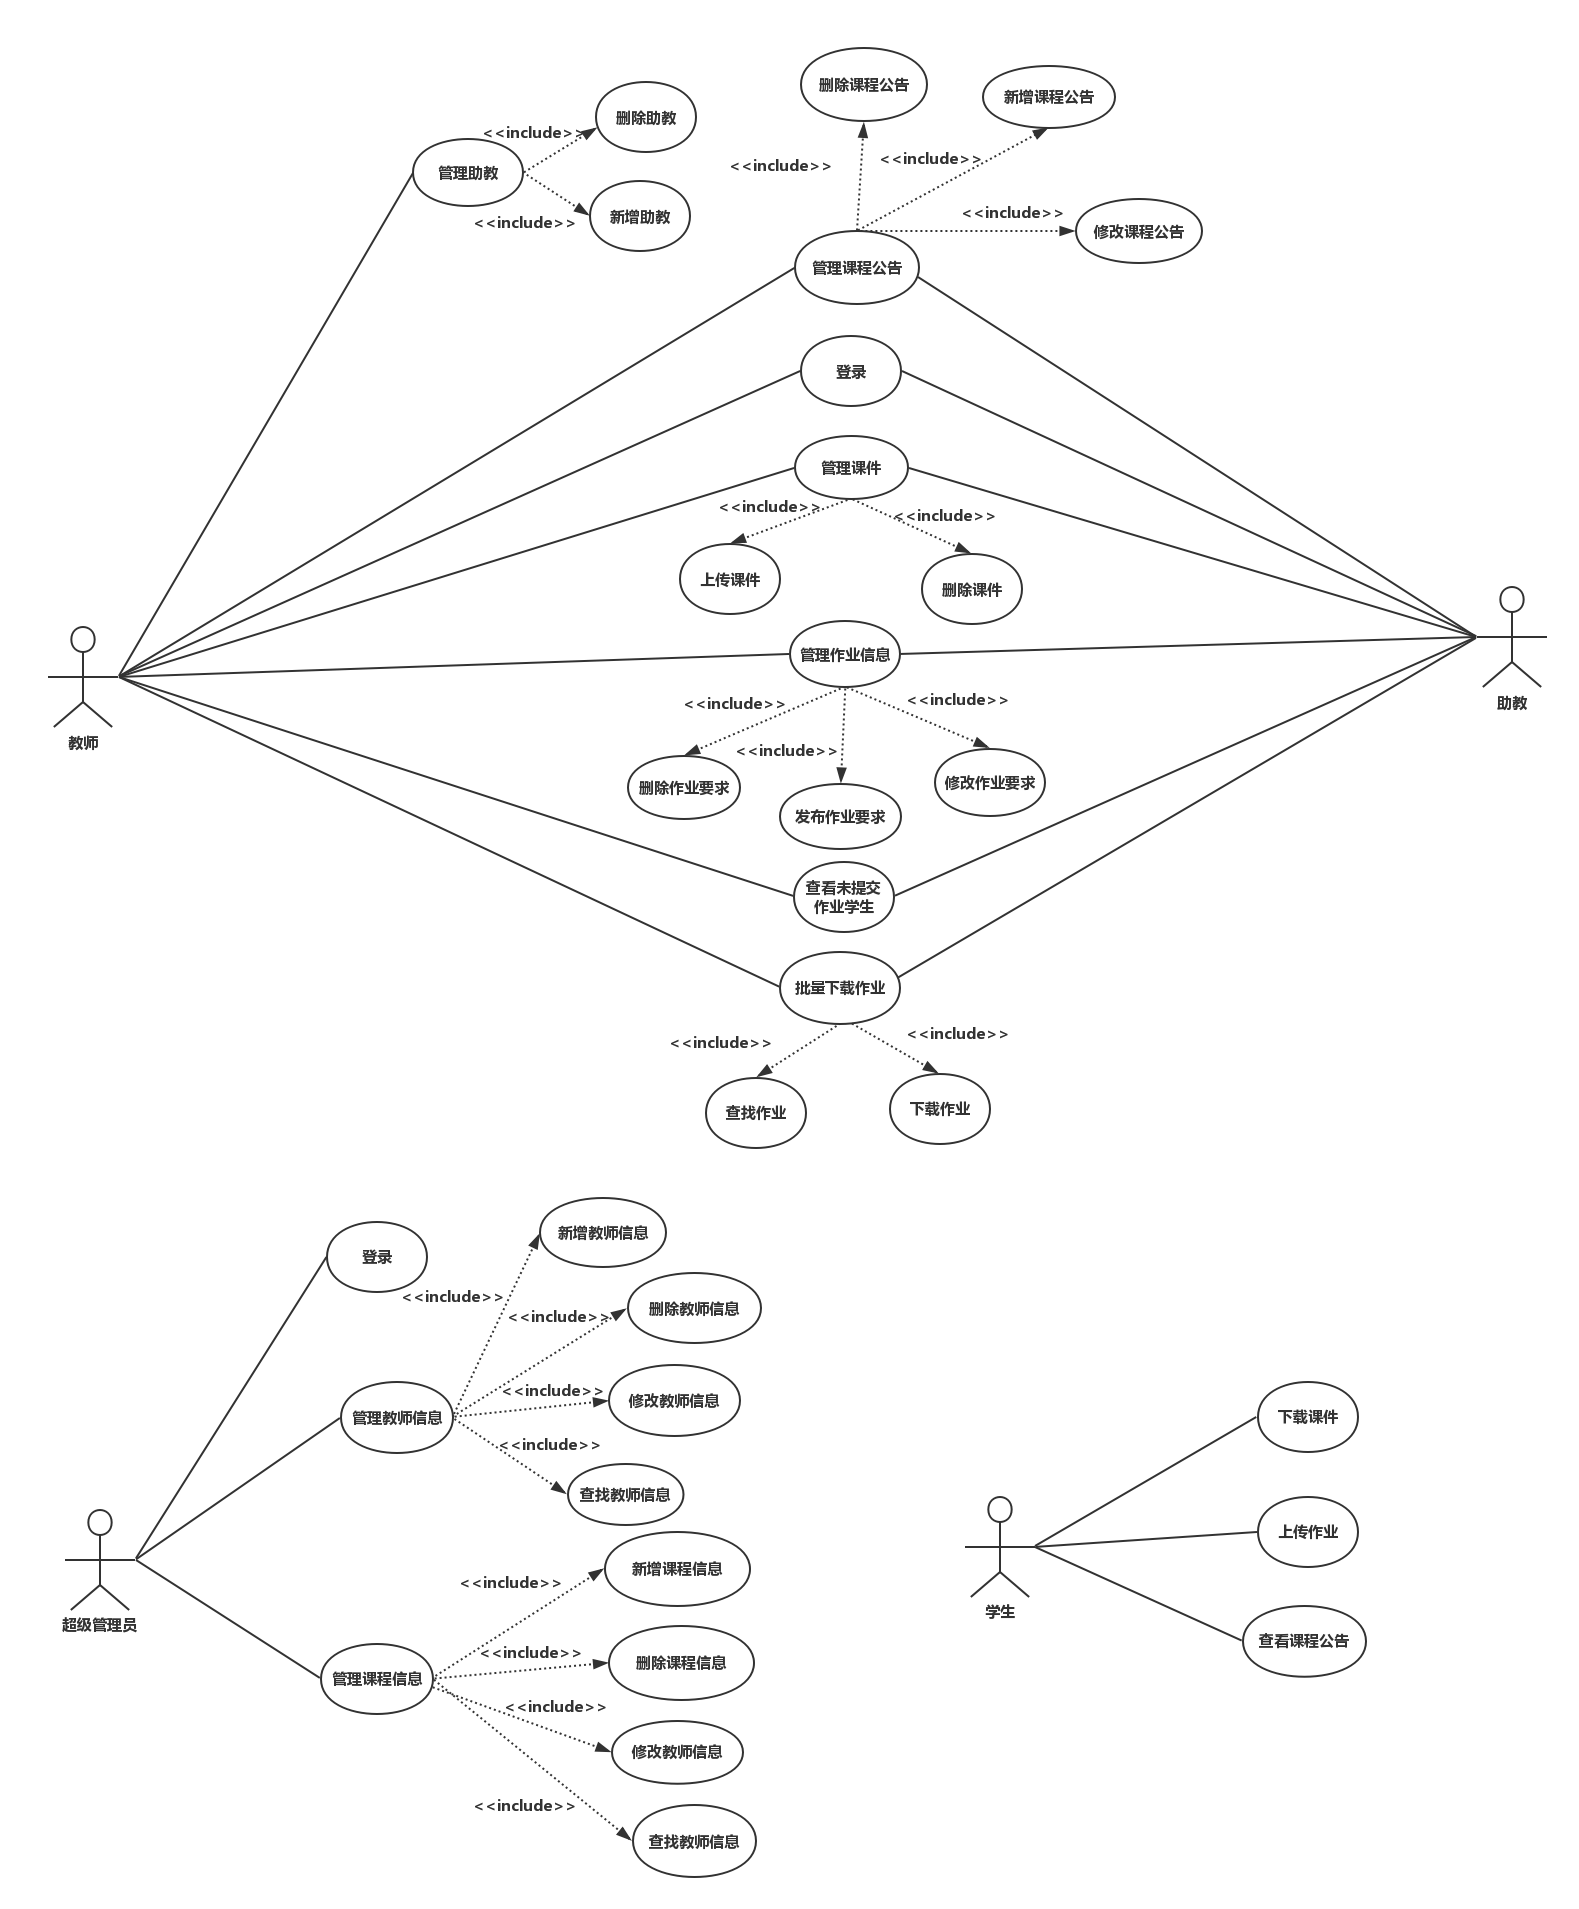 删除课程公告
新增课程公告
删除助教
<<include>>
<<include>>
<<include>>
管理助教
新增助教
<<include>>
<<include>>
修改课程公告
管理课程公告
登录
管理课件
<<include>>
<<include>>
上传课件
删除课件
管理作业信息
<<include>>
<<include>>
助教
教师
<<include>>
删除作业要求
修改作业要求
发布作业要求
查看未提交
作业学生
批量下载作业
<<include>>
<<include>>
查找作业
下载作业
新增教师信息
登录
<<include>>
删除教师信息
<<include>>
<<include>>
修改教师信息
管理教师信息
<<include>>
查找教师信息
下载课件
上传作业
<<include>>
新增课程信息
超级管理员
学生
查看课程公告
<<include>>
删除课程信息
管理课程信息
<<include>>
修改教师信息
<<include>>
查找教师信息